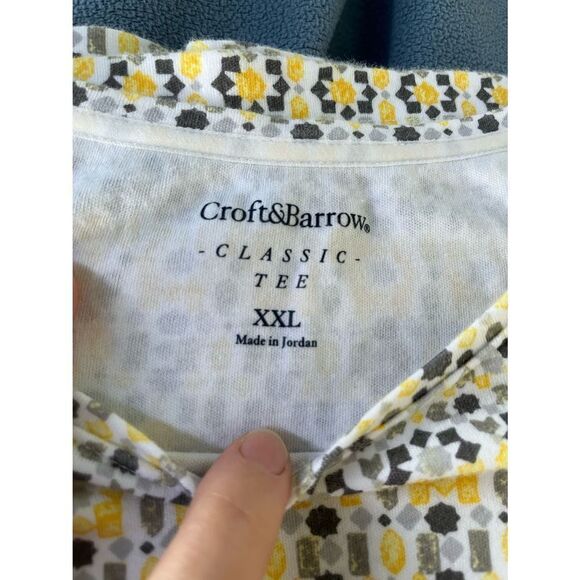 Croft&Barrow®
- CLASSIC -
TEE
XXL
Made in Jordan